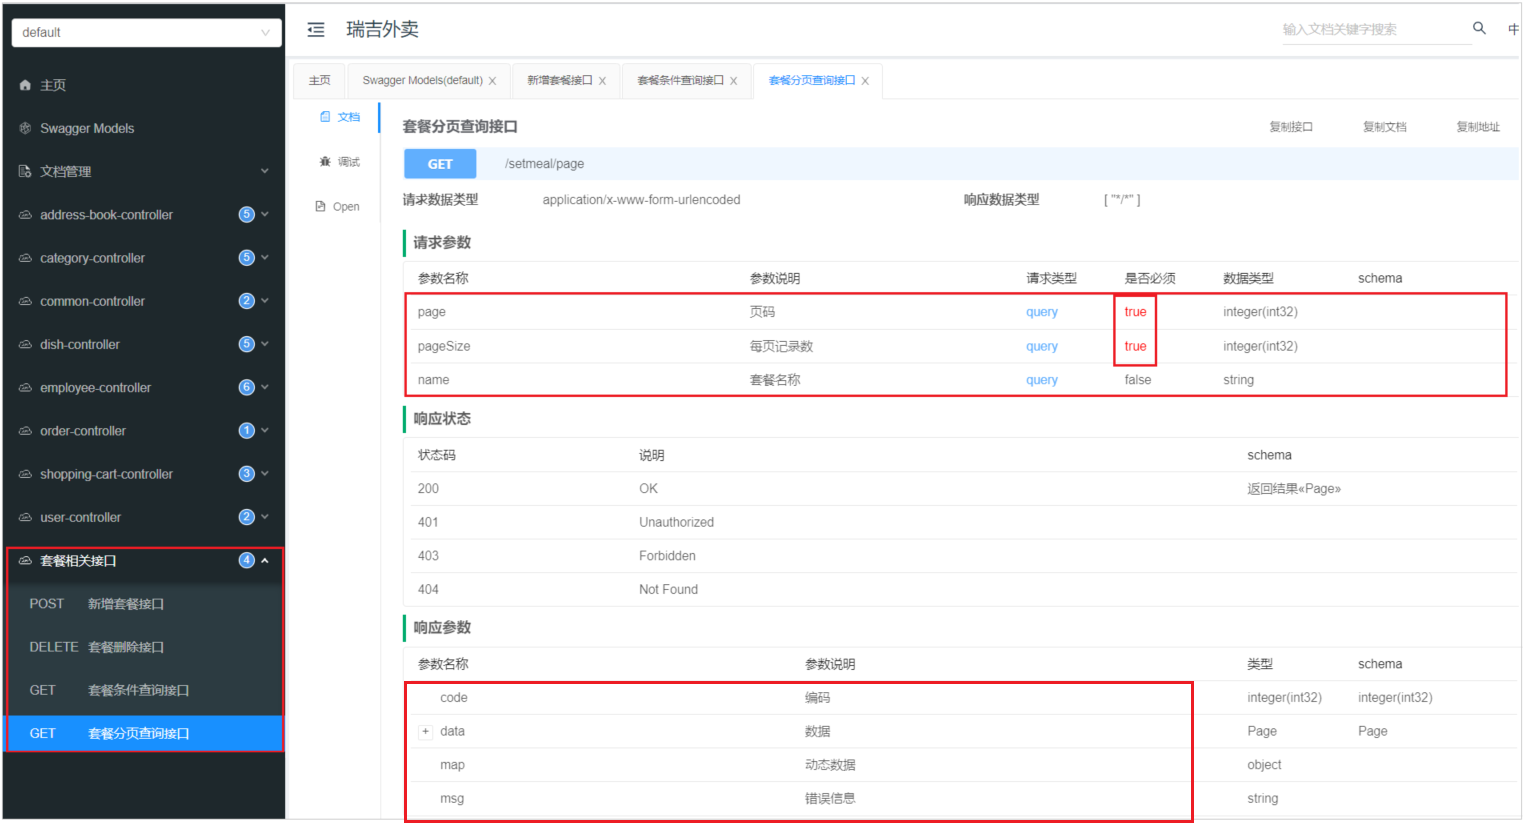 default
主页
Swagger Models
文档管理
address-book-controller 5
category-controller 5
common-controller 2
dish-controller 5
employee-controller 6
order-controller 1
shopping-cart-controller 3
user-controller 2
套餐相关接口 4
POST 新增套餐接口
DELETE 套餐删除接口
GET 套餐条件查询接口
GET 套餐分页查询接口
瑞吉外卖
输入文档关键字搜索
中
主页 Swagger Models(default) X 新增套餐接口 X 套餐条件查询接口 X 套餐分页查询接口 X
文档
调试
Open
套餐分页查询接口 复制接口 复制文档 复制地址
GET /setmeal/page
请求数据类型 application/x-www-form-urlencoded 响应数据类型 [ "*/*" ]
请求参数
参数名称 参数说明 请求类型 是否必须 数据类型 schema
page 页码 query true integer(int32)
pageSize 每页记录数 query true integer(int32)
name 套餐名称 query false string
响应状态
状态码 说明 schema
200 OK 返回结果«Page»
401 Unauthorized
403 Forbidden
404 Not Found
响应参数
参数名称 参数说明 类型 schema
code 编码 integer(int32) integer(int32)
+ data 数据 Page Page
map 动态数据 object
msg 错误信息 string